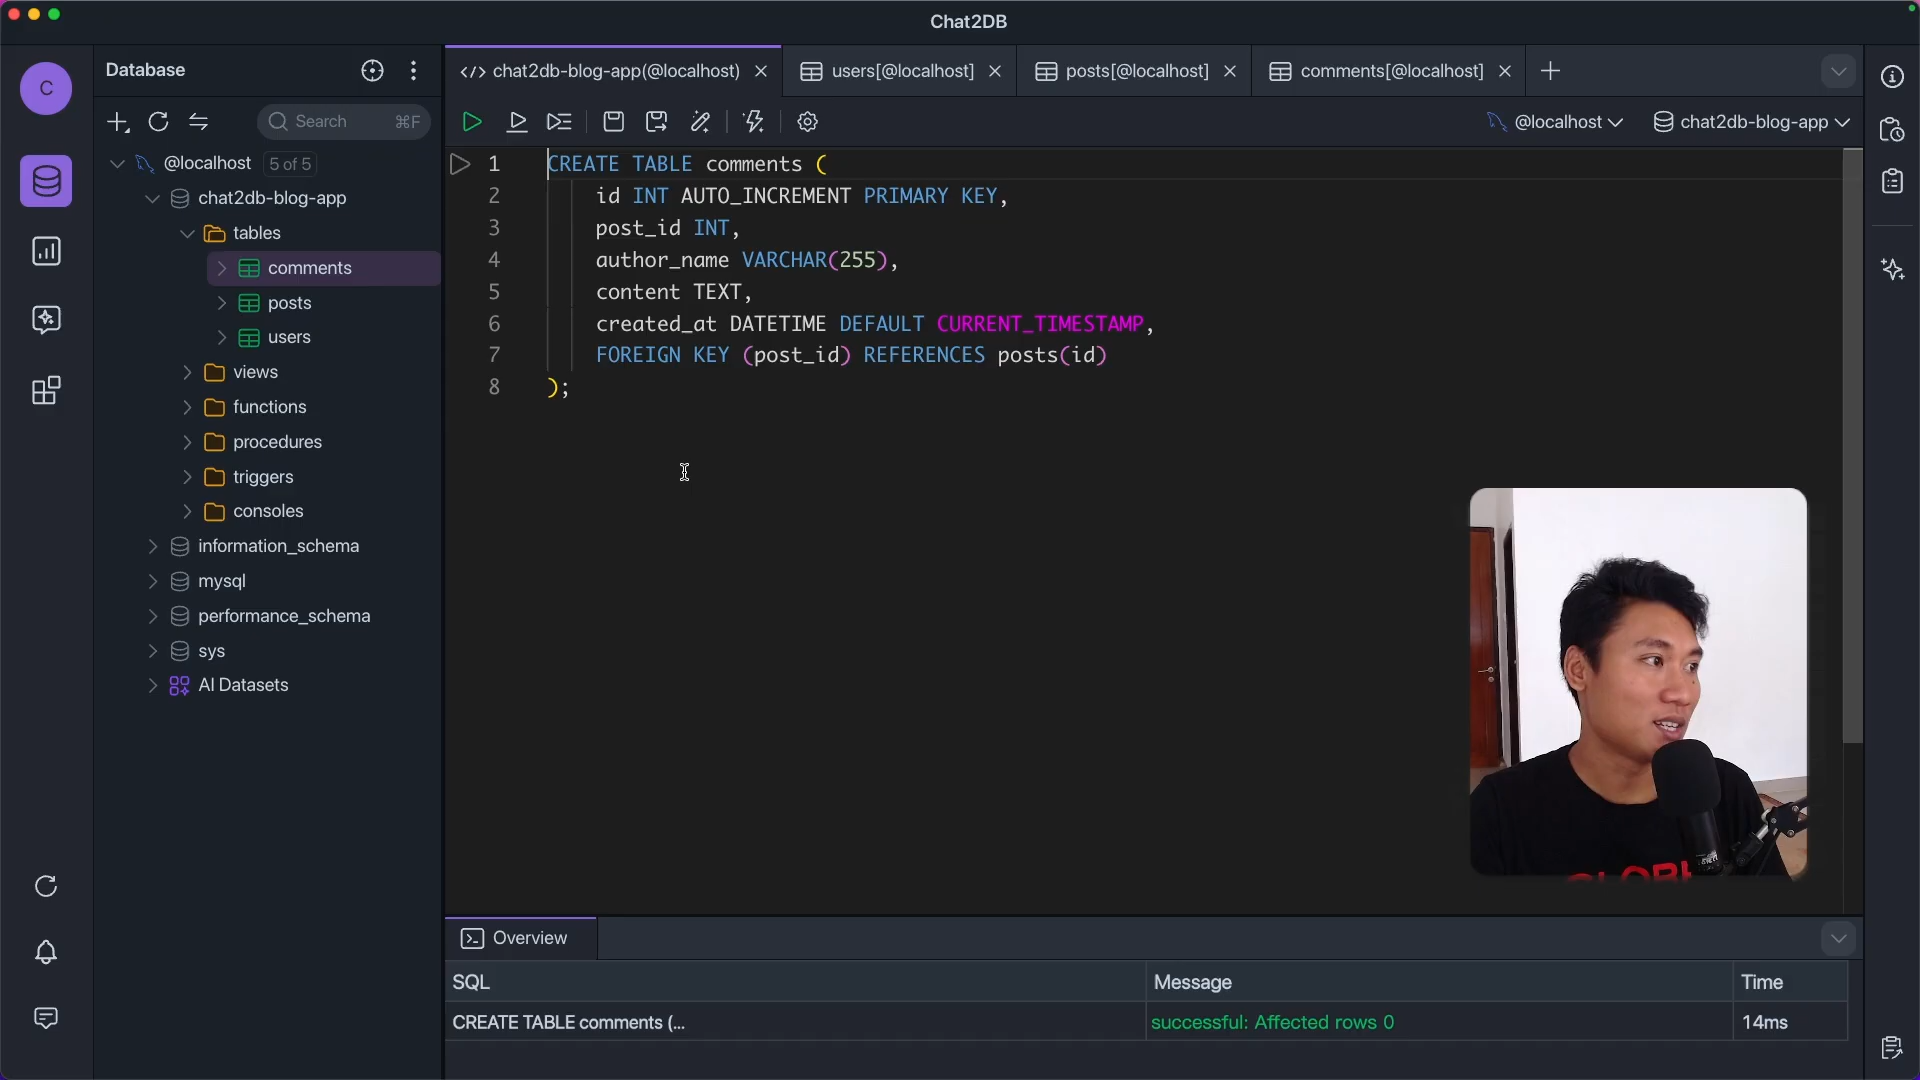 Chat2DB
C
Database
Search ⌘F
@localhost 5 of 5
chat2db-blog-app
tables
comments
posts
users
views
functions
procedures
triggers
consoles
information_schema
mysql
performance_schema
sys
AI Datasets
</> chat2db-blog-app(@localhost)
users[@localhost]
posts[@localhost]
comments[@localhost]
@localhost
chat2db-blog-app
1 CREATE TABLE comments (
2 id INT AUTO_INCREMENT PRIMARY KEY,
3 post_id INT,
4 author_name VARCHAR(255),
5 content TEXT,
6 created_at DATETIME DEFAULT CURRENT_TIMESTAMP,
7 FOREIGN KEY (post_id) REFERENCES posts(id)
8 );
Overview
SQL Message Time
CREATE TABLE comments (... successful: Affected rows 0 14ms